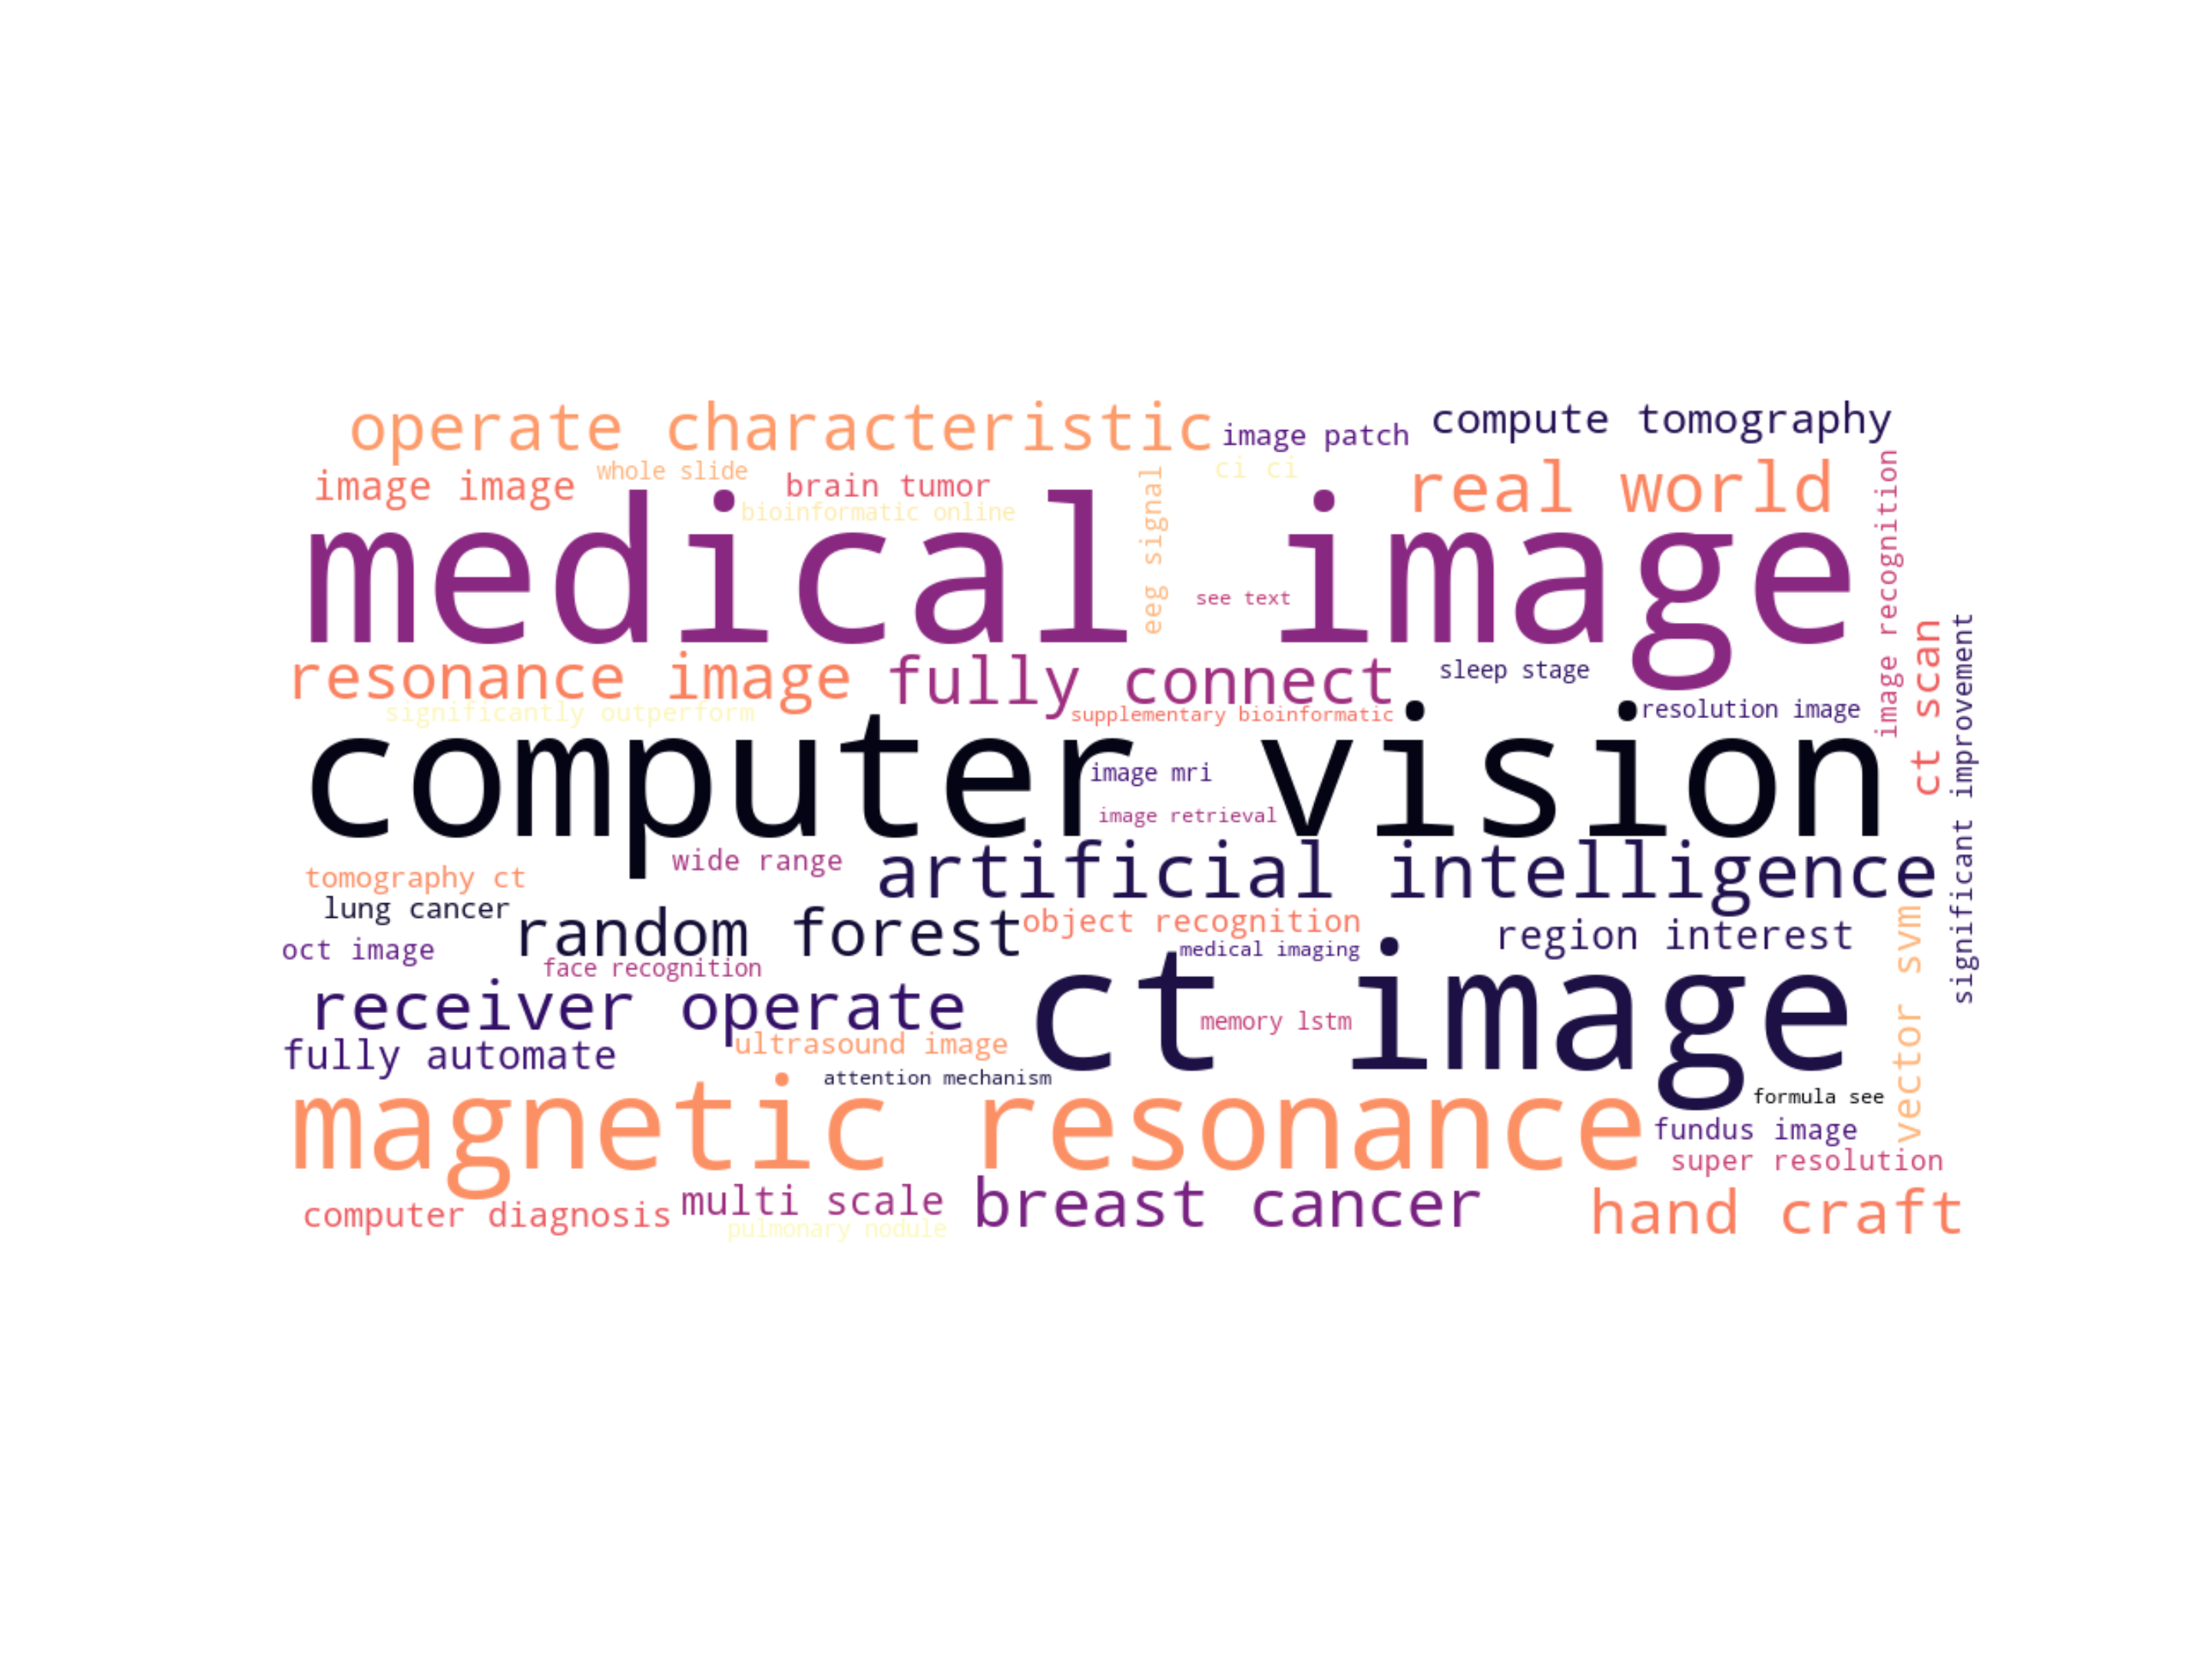 operate characteristic
image patch
compute tomography
image image
whole slide
brain tumor
ci ci
real world
bioinformatic online
eeg signal
image recognition
medical image
see text
resonance image
fully connect
sleep stage
ct scan
significant improvement
significantly outperform
supplementary bioinformatic
resolution image
computer vision
image mri
image retrieval
wide range
artificial intelligence
tomography ct
lung cancer
random forest
object recognition
region interest
vector svm
oct image
face recognition
medical imaging
receiver operate
ct image
memory lstm
fully automate
ultrasound image
attention mechanism
formula see
magnetic resonance
fundus image
super resolution
computer diagnosis
multi scale
breast cancer
hand craft
pulmonary nodule